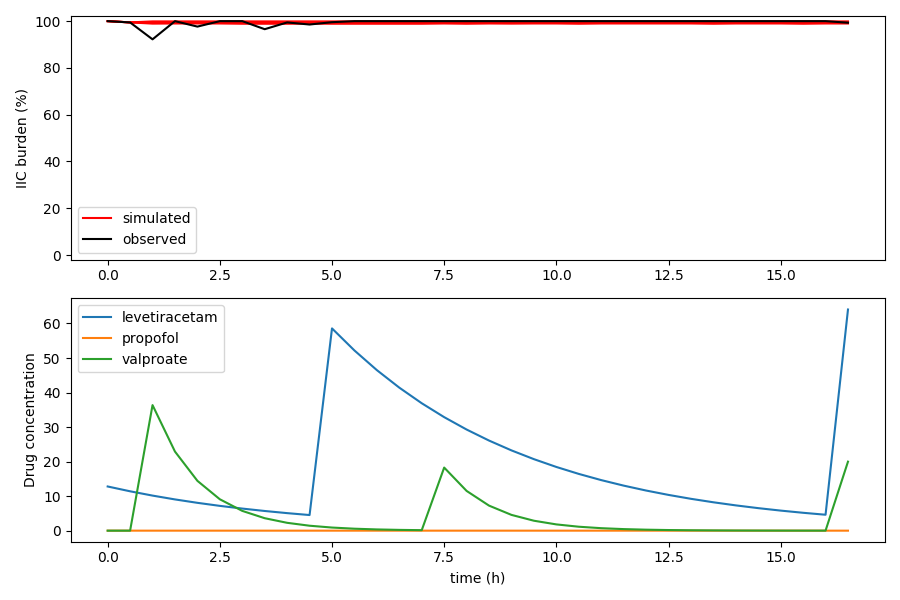 100
80
60
40
20
0
IIC burden (%)
simulated
observed
0.0 2.5 5.0 7.5 10.0 12.5 15.0
60
50
40
30
20
10
0
Drug concentration
levetiracetam
propofol
valproate
0.0 2.5 5.0 7.5 10.0 12.5 15.0
time (h)